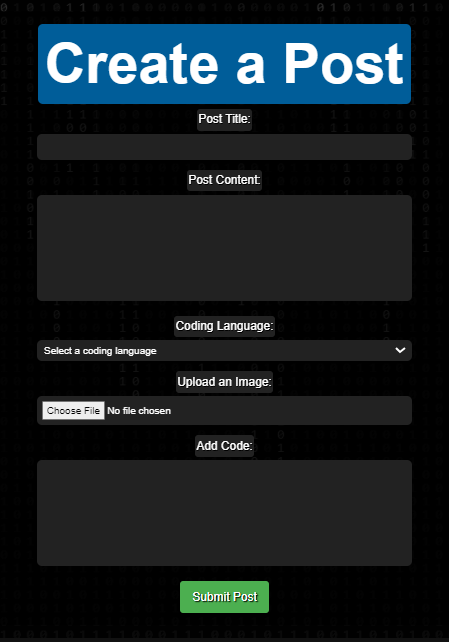 Create a Post
Post Title:
Post Content:
Coding Language:
Select a coding language
Upload an Image:
Choose File No file chosen
Add Code:
Submit Post